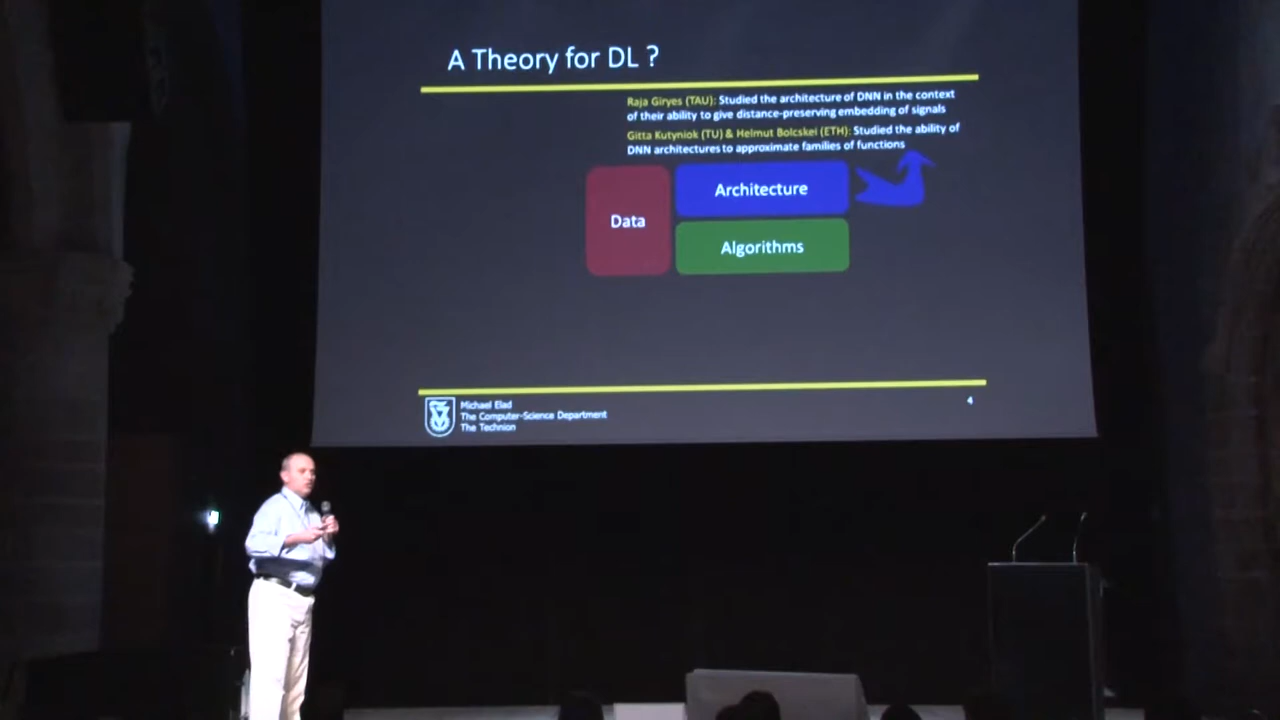 A Theory for DL ?
Raja Giryes (TAU): Studied the architecture of DNN in the context
of their ability to give distance-preserving embedding of signals
Gitta Kutyniok (TU) & Helmut Bolcskei (ETH): Studied the ability of
DNN architectures to approximate families of functions
Data
Architecture
Algorithms
Michael Elad
The Computer-Science Department
The Technion
4